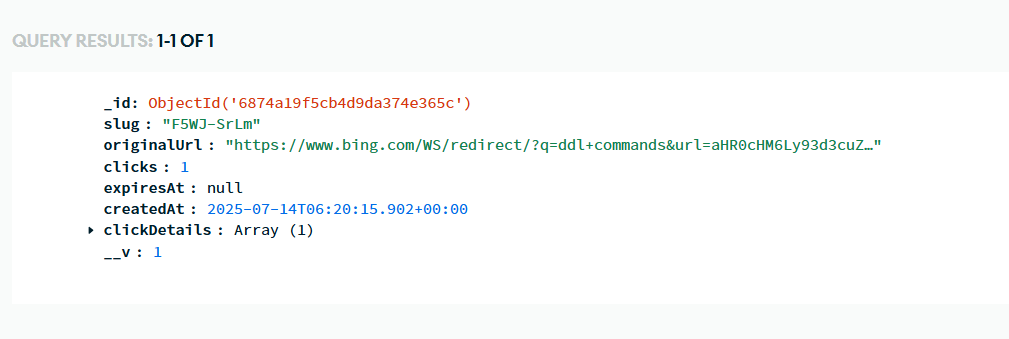 QUERY RESULTS: 1-1 OF 1
_id: ObjectId('6874a19f5cb4d9da374e365c')
slug : "F5WJ-SrLm"
originalUrl : "https://www.bing.com/WS/redirect/?q=ddl+commands&url=aHR0cHM6Ly93d3cuZ…"
clicks : 1
expiresAt : null
createdAt : 2025-07-14T06:20:15.902+00:00
clickDetails : Array (1)
__v : 1